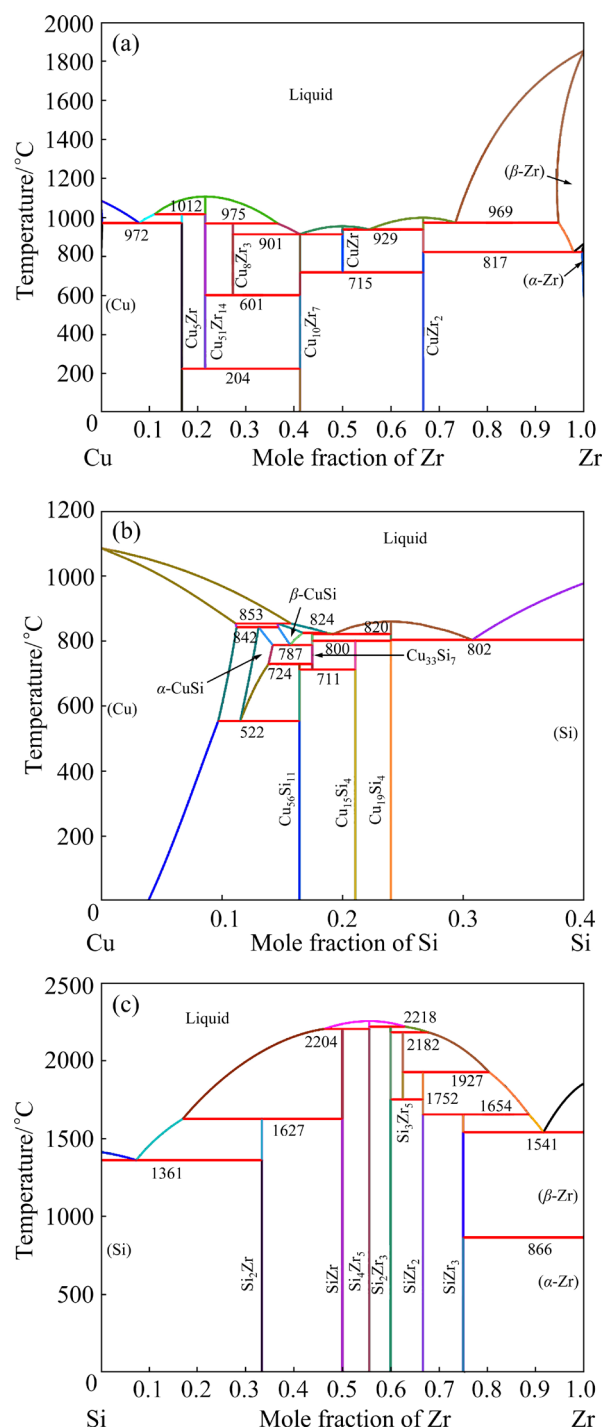 (a)
Liquid
(β-Zr)
1012
975
969
972
901
929
CuZr
817
Cu8Zr3
715
(α-Zr)
(Cu)
601
Cu5Zr
Cu51Zr14
Cu10Zr7
CuZr2
204
2000
1800
1600
1400
1200
1000
800
600
400
200
0
Temperature/°C
0 0.1 0.2 0.3 0.4 0.5 0.6 0.7 0.8 0.9 1.0
Cu Mole fraction of Zr Zr
(b)
Liquid
β-CuSi
853
824
820
842
787
800
802
α-CuSi
724
711
Cu33Si7
(Cu)
522
(Si)
Cu56Si11
Cu15Si4
Cu19Si4
1200
1000
800
600
400
200
0
Temperature/°C
0.1 0.2 0.3 0.4
Cu Mole fraction of Si Si
(c)
Liquid
2218
2204
2182
1927
1752
1654
1627
Si3Zr5
1541
1361
(β-Zr)
866
(Si)
(α-Zr)
Si2Zr
SiZr
Si4Zr5
Si2Zr3
SiZr2
SiZr3
2500
2000
1500
1000
500
0
Temperature/°C
0.1 0.2 0.3 0.4 0.5 0.6 0.7 0.8 0.9 1.0
Si Mole fraction of Zr Zr